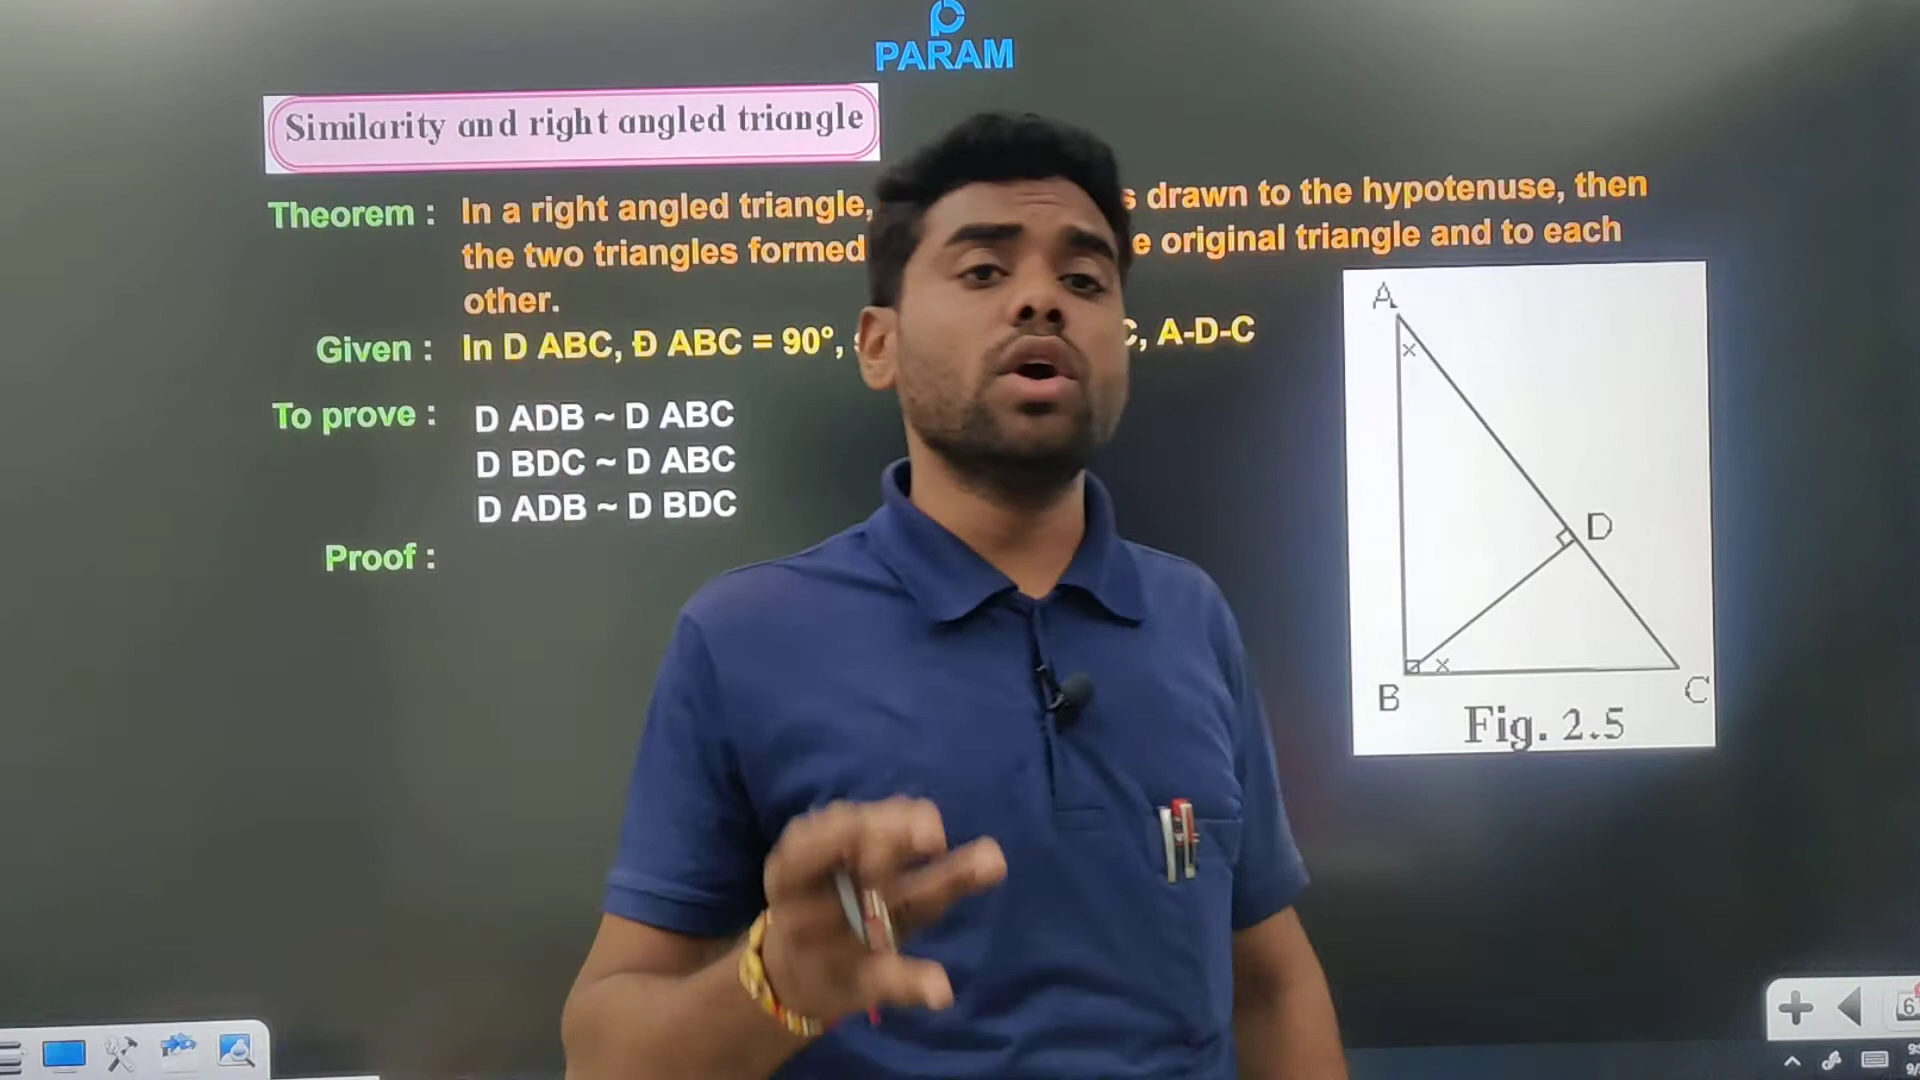 PARAM
Similarity and right angled triangle
Theorem : In a right angled triangle, drawn to the hypotenuse, then
the two triangles formed original triangle and to each
other.
Given : In D ABC, Ð ABC = 90°, C, A-D-C
To prove : D ADB ~ D ABC
D BDC ~ D ABC
D ADB ~ D BDC
Proof :
A
x
D
x
B
C
Fig. 2.5
6